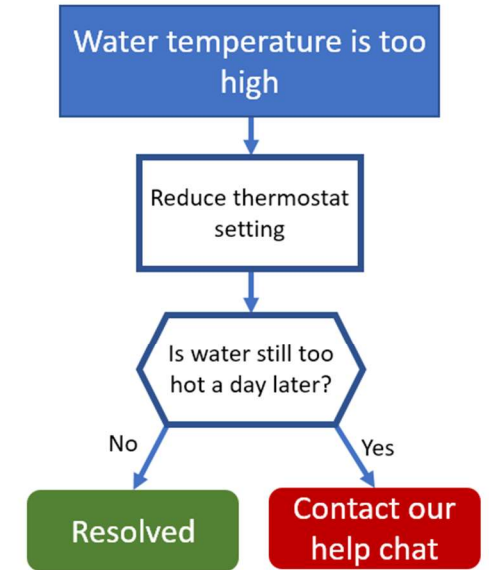 Water temperature is too
high
Reduce thermostat
setting
Is water still too
hot a day later?
No
Yes
Resolved
Contact our
help chat